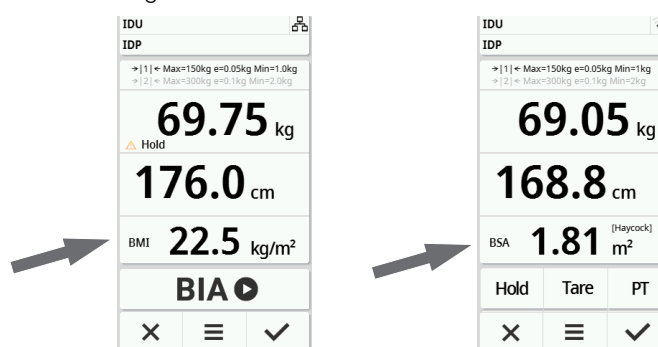 IDU
IDP
→|1|← Max=150kg e=0.05kg Min=1.0kg
→|2|← Max=300kg e=0.1kg Min=2.0kg
69.75 kg
Hold
176.0 cm
BMI 22.5 kg/m²
BIA
IDU
IDP
→|1|← Max=150kg e=0.05kg Min=1kg
→|2|← Max=300kg e=0.1kg Min=2kg
69.05 kg
168.8 cm
BSA 1.81 [Haycock] m²
Hold Tare PT